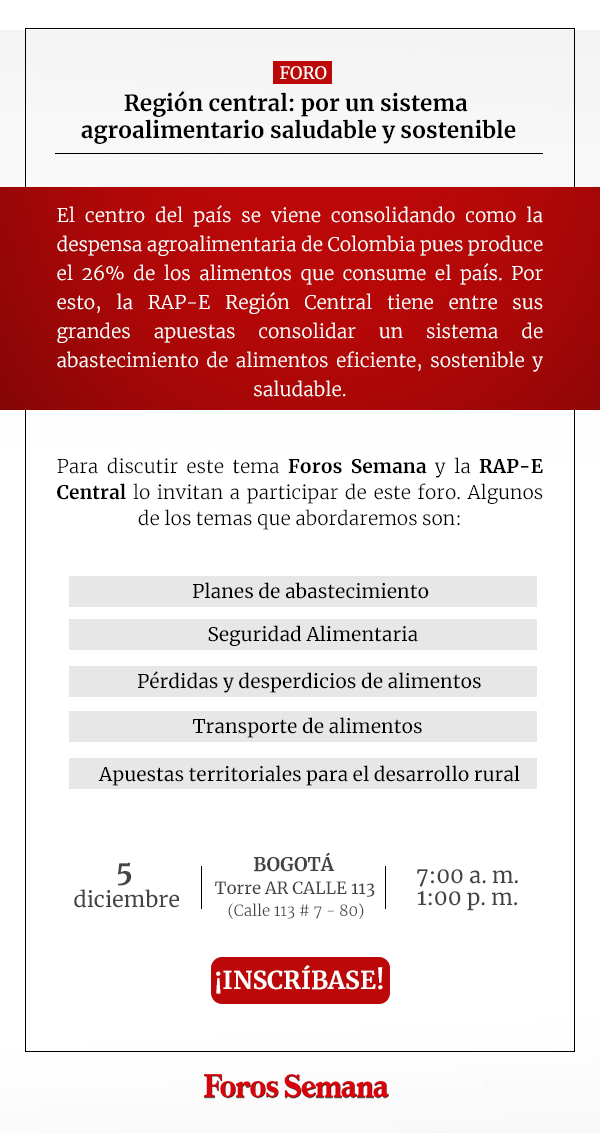 FORO
Región central: por un sistema
agroalimentario saludable y sostenible
El centro del país se viene consolidando como la
despensa agroalimentaria de Colombia pues produce
el 26% de los alimentos que consume el país. Por
esto, la RAP-E Región Central tiene entre sus
grandes apuestas consolidar un sistema de
abastecimiento de alimentos eficiente, sostenible y
saludable.
Para discutir este tema Foros Semana y la RAP-E
Central lo invitan a participar de este foro. Algunos
de los temas que abordaremos son:
Planes de abastecimiento
Seguridad Alimentaria
Pérdidas y desperdicios de alimentos
Transporte de alimentos
Apuestas territoriales para el desarrollo rural
5
diciembre
BOGOTÁ
Torre AR CALLE 113
(Calle 113 # 7 - 80)
7:00 a. m.
1:00 p. m.
¡INSCRÍBASE!
Foros Semana